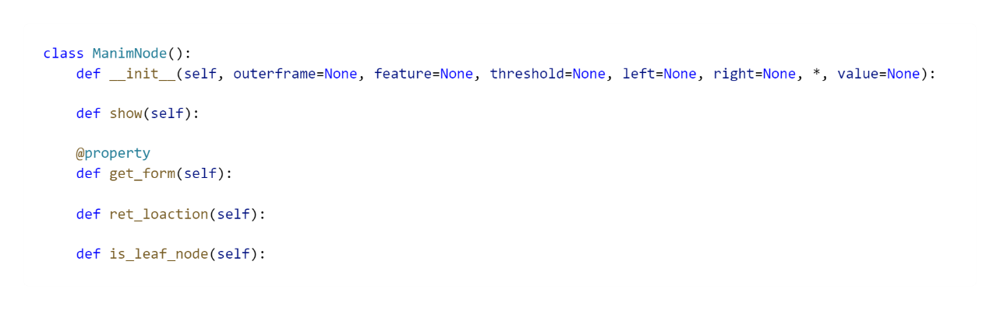 class ManimNode():
    def __init__(self, outerframe=None, feature=None, threshold=None, left=None, right=None, *, value=None):
    def show(self):
    @property
    def get_form(self):
    def ret_loaction(self):
    def is_leaf_node(self):